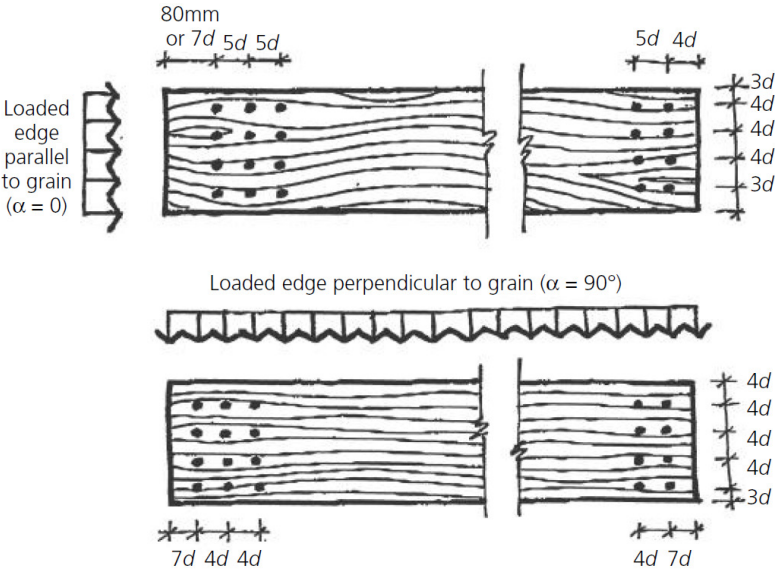 80mm
or 7d 5d 5d
5d 4d
3d
4d
4d
4d
3d
Loaded
edge
parallel
to grain
(α = 0)
Loaded edge perpendicular to grain (α = 90°)
4d
4d
4d
4d
3d
7d 4d 4d
4d 7d